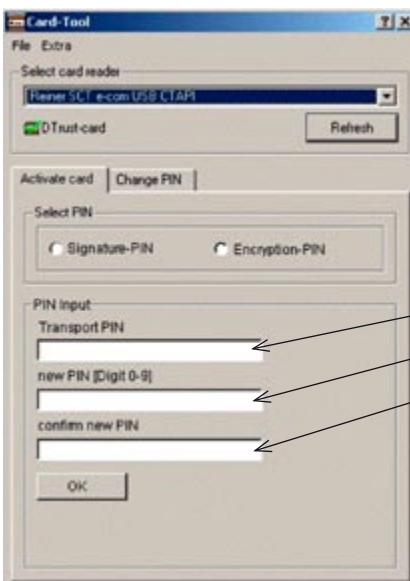 Card-Tool
File Extra
Select card reader
Reiner SCT e-com USB CTAPI
DTrust-card
Refresh
Activate card Change PIN
Select PIN
Signature-PIN Encryption-PIN
PIN Input
Transport PIN
new PIN [Digit 0-9]
confirm new PIN
OK